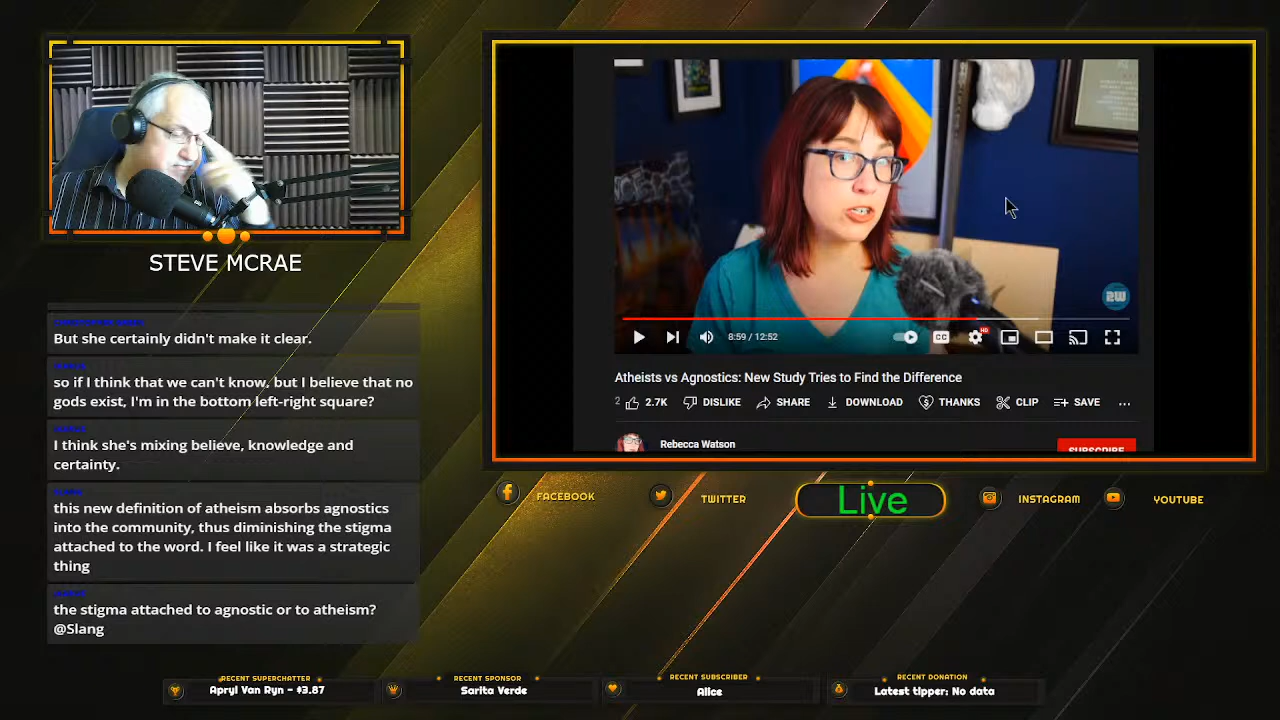 STEVE MCRAE
But she certainly didn't make it clear.
so if I think that we can't know, but I believe that no
gods exist, I'm in the bottom left-right square?
I think she's mixing believe, knowledge and
certainty.
this new definition of atheism absorbs agnostics
into the community, thus diminishing the stigma
attached to the word. I feel like it was a strategic
thing
the stigma attached to agnostic or to atheism?
@Slang
8:59 / 12:52
CC
HD
Atheists vs Agnostics: New Study Tries to Find the Difference
2 2.7K DISLIKE SHARE DOWNLOAD THANKS CLIP SAVE ...
Rebecca Watson
SUBSCRIBE
FACEBOOK TWITTER Live INSTAGRAM YOUTUBE
RECENT SUPERCHATTER
Apryl Van Ryn - $3.87
RECENT SPONSOR
Sarita Verde
RECENT SUBSCRIBER
Alice
RECENT DONATION
Latest tipper: No data